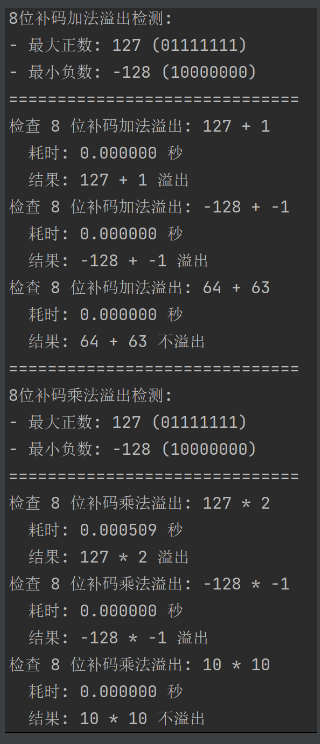 8位补码加法溢出检测:
- 最大正数: 127 (01111111)
- 最小负数: -128 (10000000)
==============================
检查 8 位补码加法溢出: 127 + 1
耗时: 0.000000 秒
结果: 127 + 1 溢出
检查 8 位补码加法溢出: -128 + -1
耗时: 0.000000 秒
结果: -128 + -1 溢出
检查 8 位补码加法溢出: 64 + 63
耗时: 0.000000 秒
结果: 64 + 63 不溢出
==============================
8位补码乘法溢出检测:
- 最大正数: 127 (01111111)
- 最小负数: -128 (10000000)
==============================
检查 8 位补码乘法溢出: 127 * 2
耗时: 0.000509 秒
结果: 127 * 2 溢出
检查 8 位补码乘法溢出: -128 * -1
耗时: 0.000000 秒
结果: -128 * -1 溢出
检查 8 位补码乘法溢出: 10 * 10
耗时: 0.000000 秒
结果: 10 * 10 不溢出